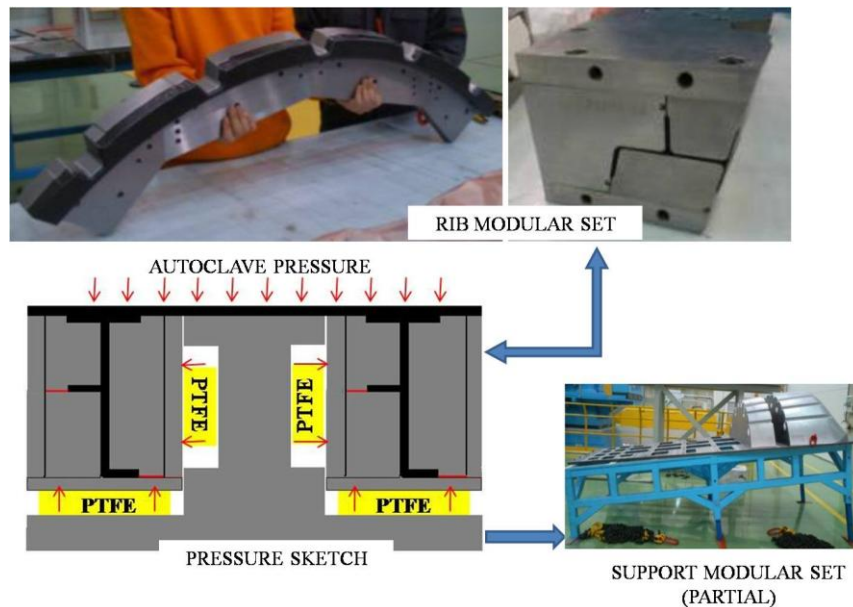 RIB MODULAR SET
AUTOCLAVE PRESSURE
PTFE
PTFE
PTFE
PTFE
PRESSURE SKETCH
SUPPORT MODULAR SET
(PARTIAL)